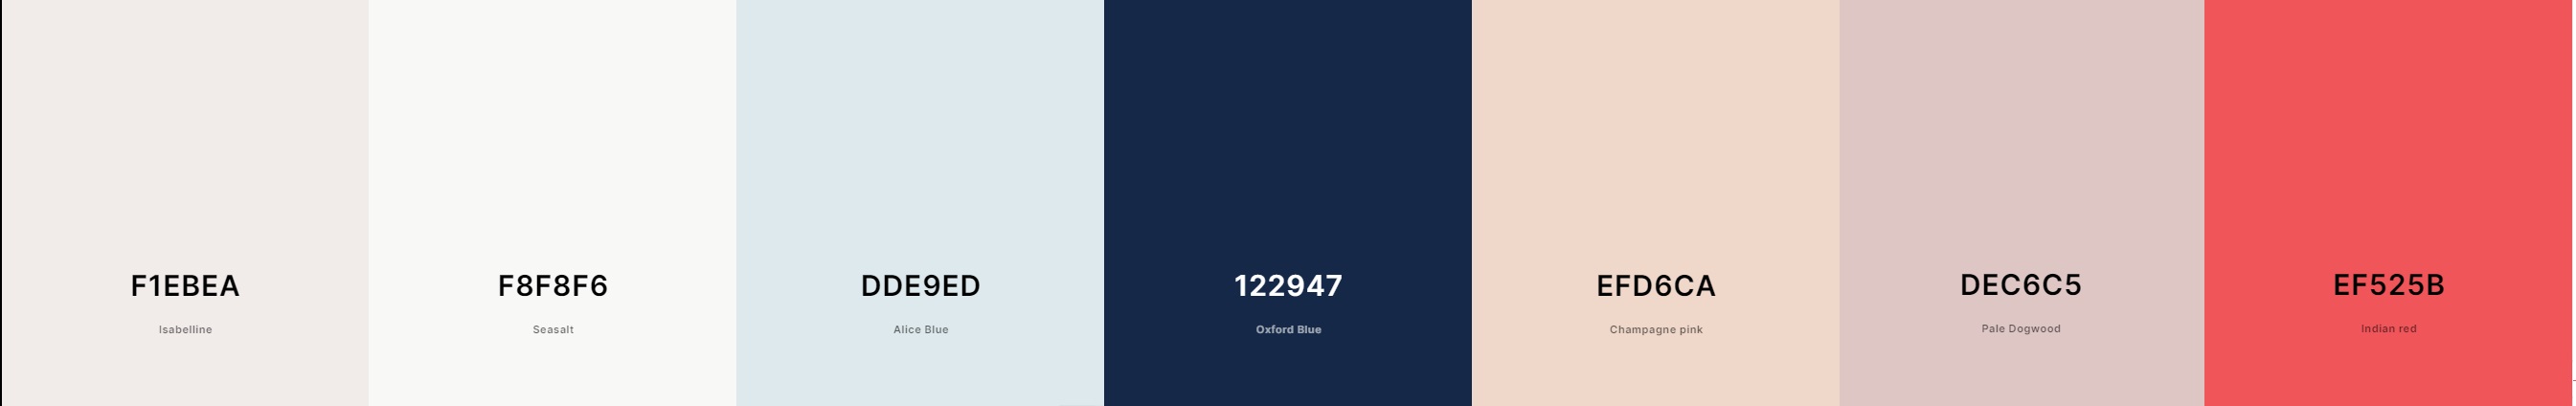 F1EBEA
Isabelline
F8F8F6
Seasalt
DDE9ED
Alice Blue
122947
Oxford Blue
EFD6CA
Champagne pink
DEC6C5
Pale Dogwood
EF525B
Indian red